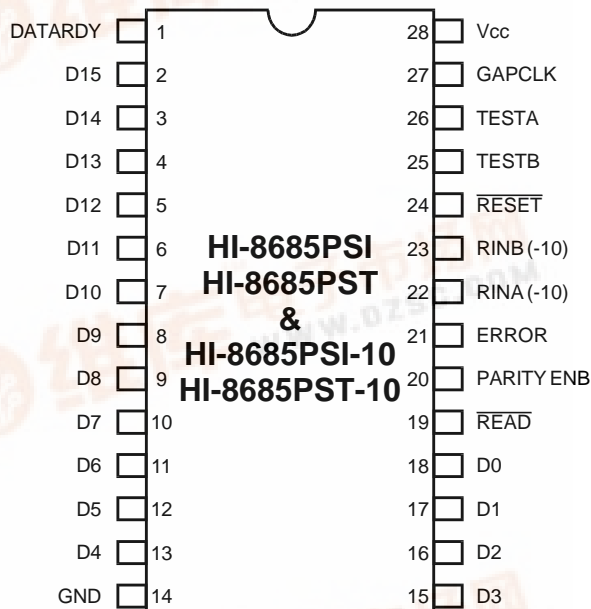 DATARDY 1 28 Vcc
D15 2 27 GAPCLK
D14 3 26 TESTA
D13 4 25 TESTB
D12 5 24 RESET
D11 6 HI-8685PSI 23 RINB (-10)
D10 7 HI-8685PST 22 RINA (-10)
&
D9 8 21 ERROR
HI-8685PSI-10
D8 9 HI-8685PST-10 20 PARITY ENB
D7 10 19 READ
D6 11 18 D0
D5 12 17 D1
D4 13 16 D2
GND 14 15 D3